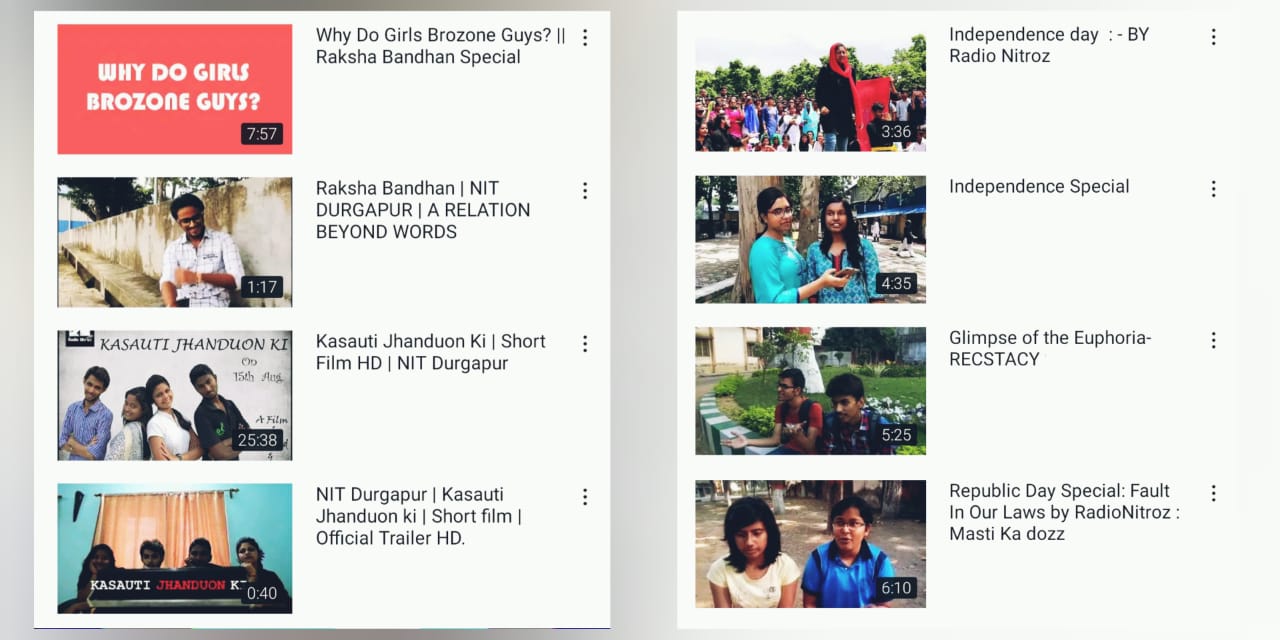 WHY DO GIRLS
BROZONE GUYS?
7:57
Why Do Girls Brozone Guys? ||
Raksha Bandhan Special
1:17
Raksha Bandhan | NIT
DURGAPUR | A RELATION
BEYOND WORDS
KASAUTI JHANDUON KI
On
15th Aug.
A Film
25:38
&
Kasauti Jhanduon Ki | Short
Film HD | NIT Durgapur
KASAUTI JHANDUON
0:40
NIT Durgapur | Kasauti
Jhanduon ki | Short film |
Official Trailer HD.
3:36
Independence day : - BY
Radio Nitroz
4:35
Independence Special
5:25
Glimpse of the Euphoria-
RECSTACY
6:10
Republic Day Special: Fault
In Our Laws by RadioNitroz :
Masti Ka dozz